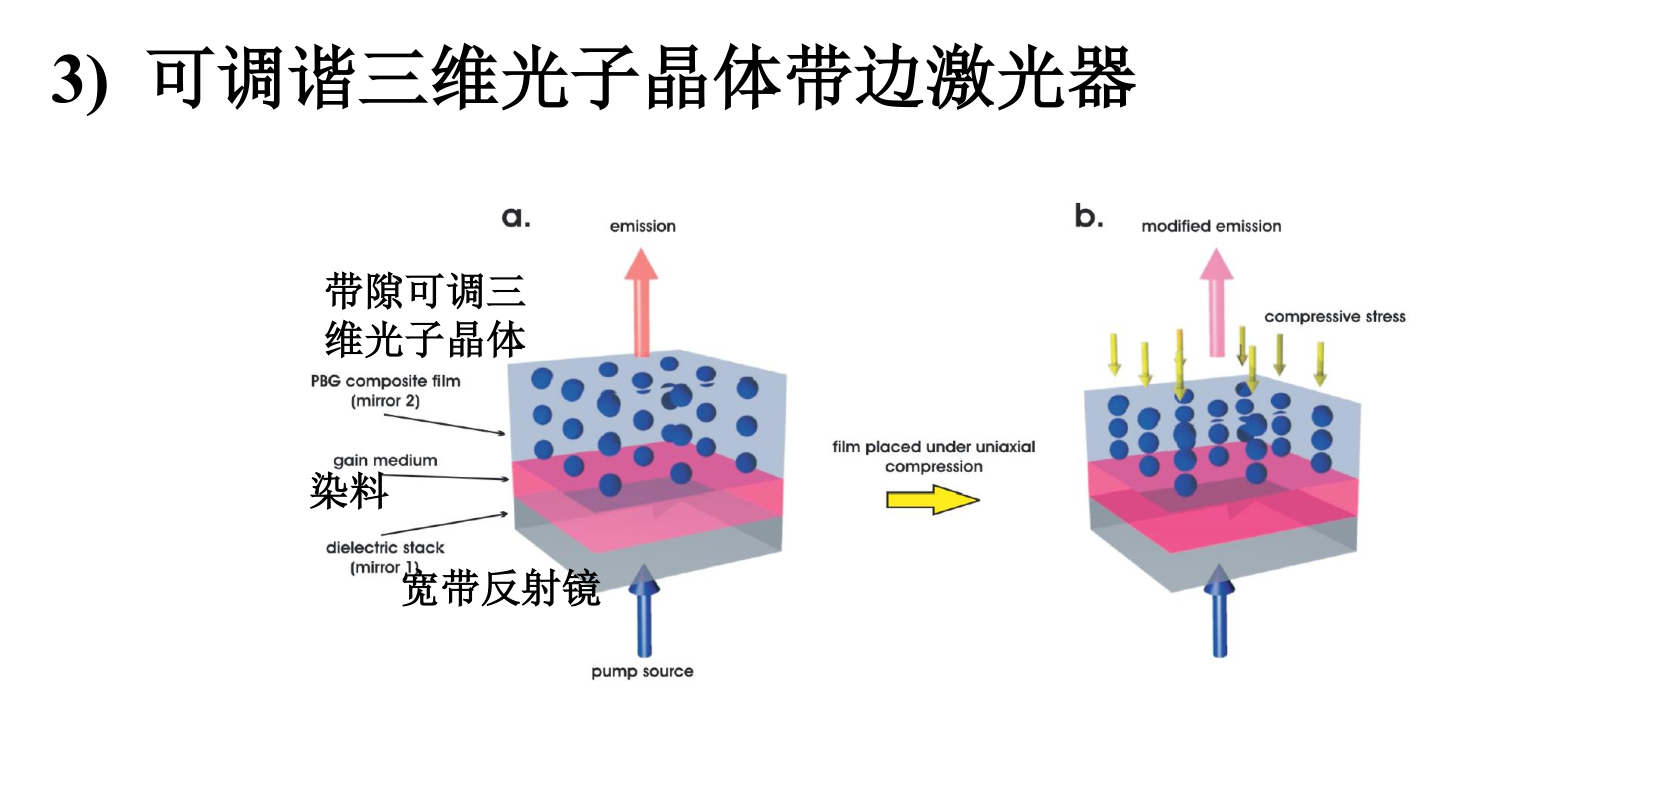 3) 可调谐三维光子晶体带边激光器
a.
emission
带隙可调三
维光子晶体
PBG composite film
(mirror 2)
gain medium
染料
dielectric stack
(mirror 1)
宽带反射镜
pump source
film placed under uniaxial
compression
b.
modified emission
compressive stress